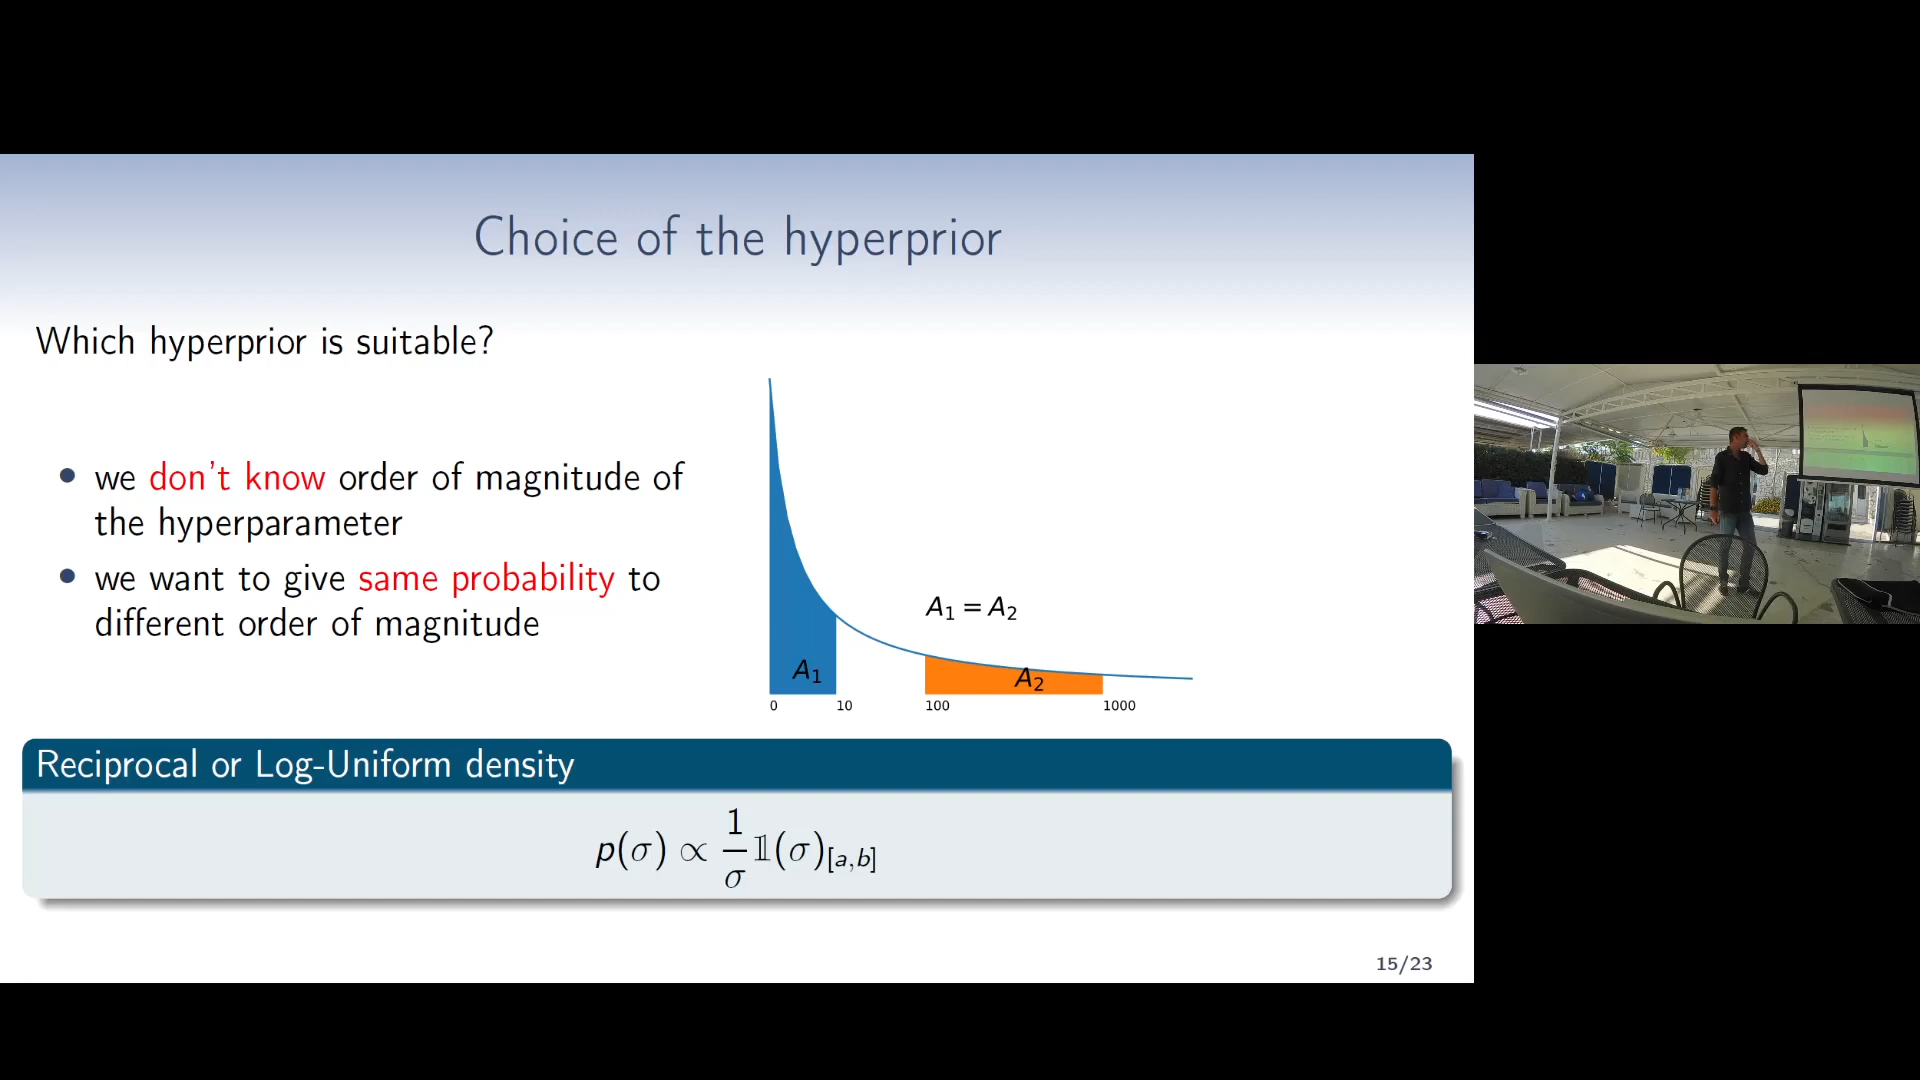 Choice of the hyperprior
Which hyperprior is suitable?
• we don't know order of magnitude of
the hyperparameter
• we want to give same probability to
different order of magnitude
A₁ = A₂
A₁
A₂
0 10 100 1000
Reciprocal or Log-Uniform density
p(σ) ∝ 1/σ 𝟙(σ)[a,b]
15/23